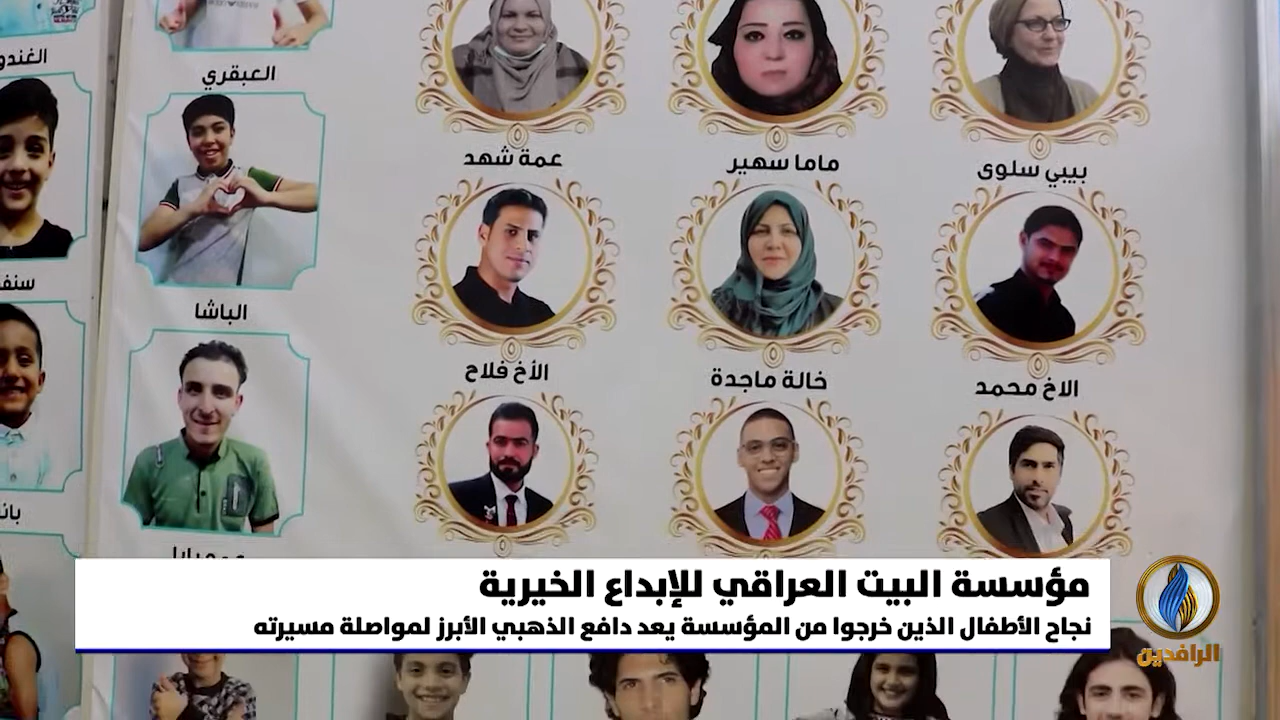 الغندو
العبقري
عمة شهد
ماما سهير
بيبي سلوى
سنف
الباشا
الأخ فلاح
خالة ماجدة
الاخ محمد
مؤسسة البيت العراقي للإبداع الخيرية
نجاح الأطفال الذين خرجوا من المؤسسة يعد دافع الذهبي الأبرز لمواصلة مسيرته
الرافدين